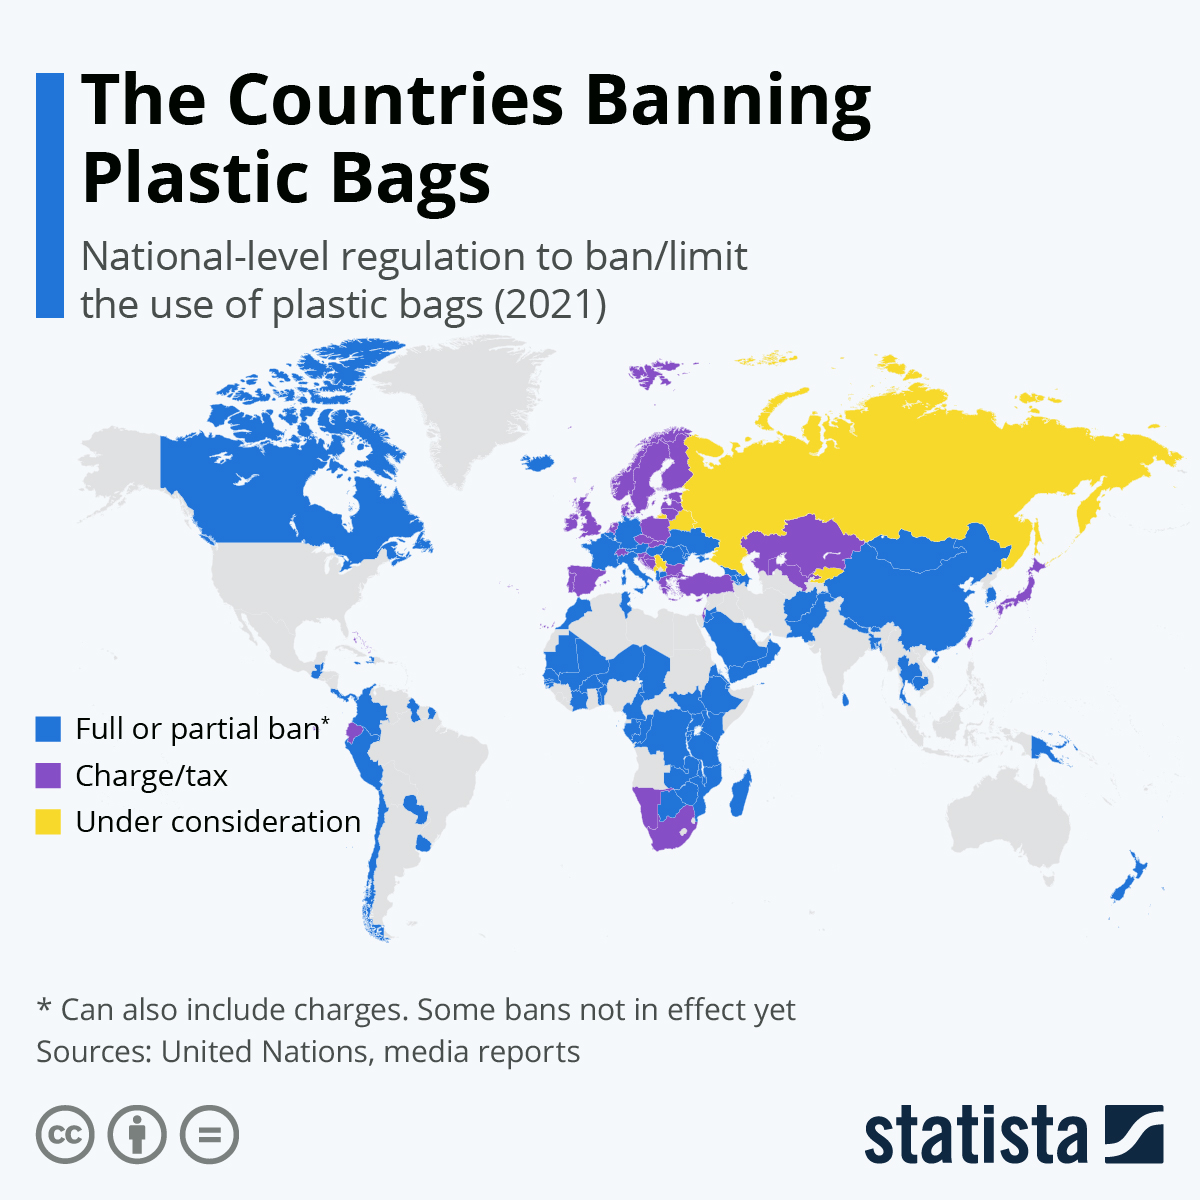 The Countries Banning
Plastic Bags
National-level regulation to ban/limit
the use of plastic bags (2021)
Full or partial ban*
Charge/tax
Under consideration
* Can also include charges. Some bans not in effect yet
Sources: United Nations, media reports
cc
statista